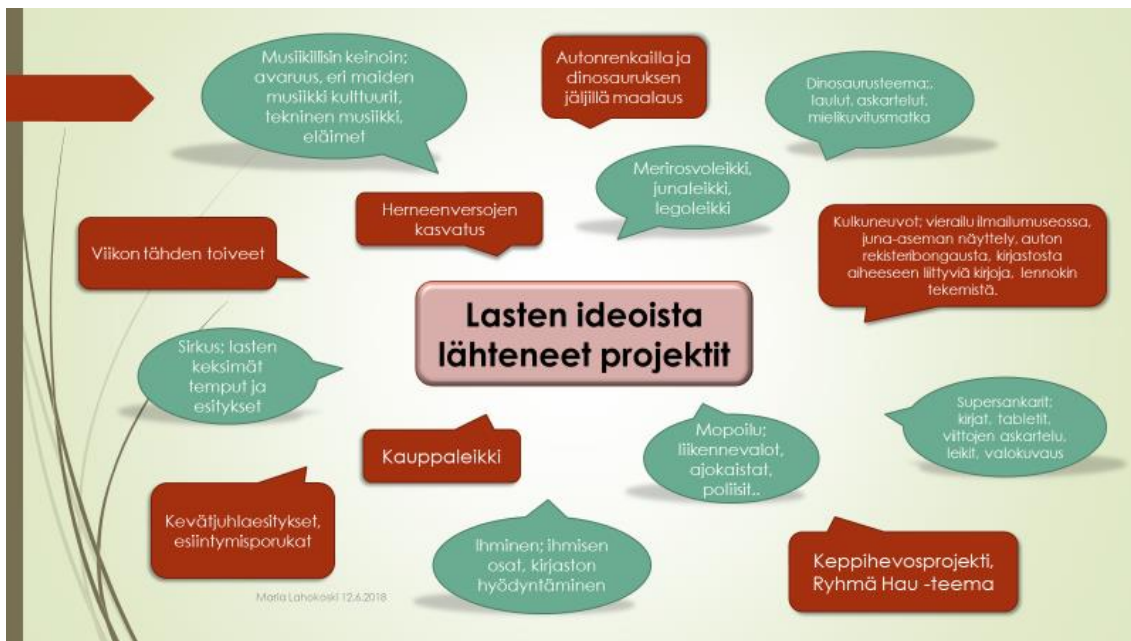 Musiikillisin keinoin;
avaruus, eri maiden
musiikki kulttuurit,
tekninen musiikki,
eläimet
Autonrenkailla ja
dinosauruksen
jäljillä maalaus
Dinosaurusteema;.
laulut, askartelut,
mielikuvitusmatka
Merirosvoleikki,
junaleikki,
legoleikki
Herneenversojen
kasvatus
Viikon tähden toiveet
Kulkuneuvot; vierailu ilmailumuseossa,
juna-aseman näyttely, auton
rekisteribongausta, kirjastosta
aiheeseen liittyviä kirjoja, lennokin
tekemistä.
Lasten ideoista
lähteneet projektit
Sirkus; lasten
keksimät
temput ja
esitykset
Supersankarit;
kirjat, tabletit,
viittojen askartelu,
leikit, valokuvaus
Mopoilu;
liikennevalot,
ajokaistat,
poliisit..
Kauppaleikki
Kevätjuhlaesitykset,
esiintymisporukat
Ihminen; ihmisen
osat, kirjaston
hyödyntäminen
Keppihevosprojekti,
Ryhmä Hau -teema
Maria Lahokoski 12.6.2018